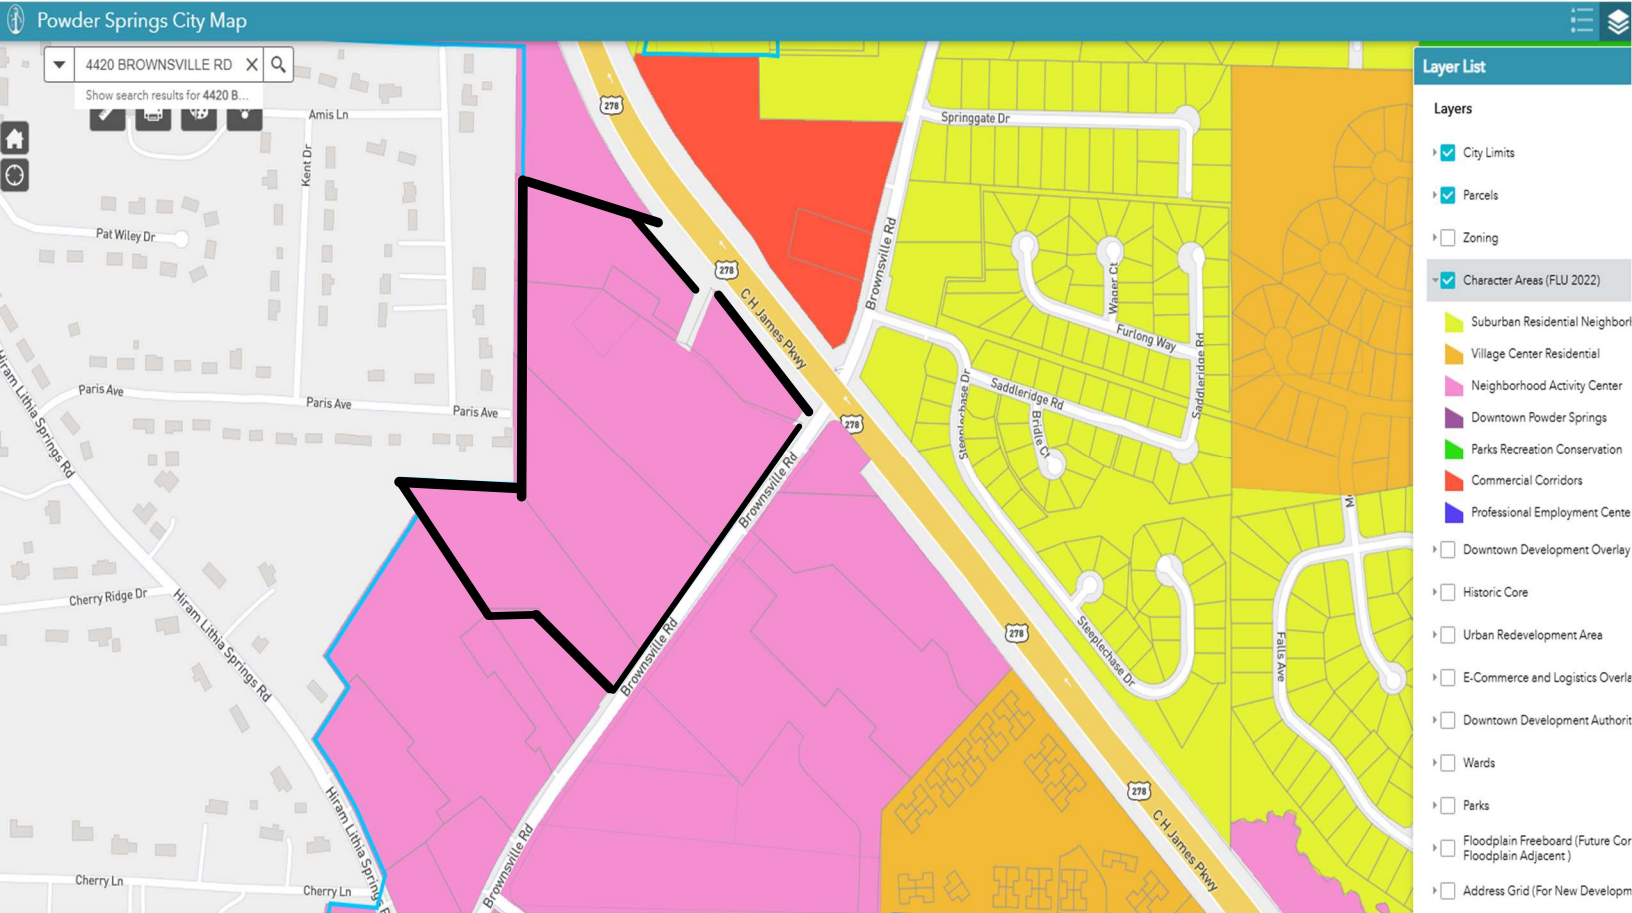 Powder Springs City Map
4420 BROWNSVILLE RD
Show search results for 4420 B...
Layer List
Layers
City Limits
Parcels
Zoning
Character Areas (FLU 2022)
Suburban Residential Neighborh
Village Center Residential
Neighborhood Activity Center
Downtown Powder Springs
Parks Recreation Conservation
Commercial Corridors
Professional Employment Cente
Downtown Development Overlay
Historic Core
Urban Redevelopment Area
E-Commerce and Logistics Overla
Downtown Development Authorit
Wards
Parks
Floodplain Freeboard (Future Cor
Floodplain Adjacent )
Address Grid (For New Developm
Amis Ln
Kent Dr
Pat Wiley Dr
Paris Ave
Paris Ave
Paris Ave
Hiram Lithia Springs Rd
Cherry Ridge Dr
Hiram Lithia Springs Rd
Hiram Lithia Springs R
Cherry Ln
Cherry Ln
278
278
278
278
278
C H James Pkwy
C H James Pkwy
Brownsville Rd
Brownsville Rd
Brownsville Rd
Brownsville Rd
Springgate Dr
Wager Ct
Furlong Way
Saddleridge Rd
Saddleridge Rd
Bridle Ct
Steeplechase Dr
Steeplechase Dr
Falls Ave
M